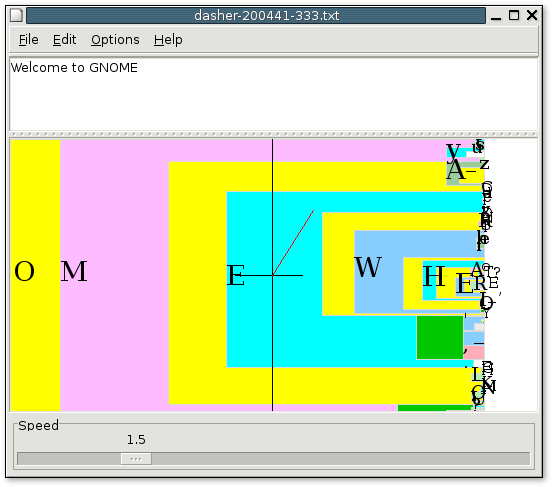 dasher-200441-333.txt
File Edit Options Help
Welcome to GNOME
O M E W H E
y
A
Speed
1.5